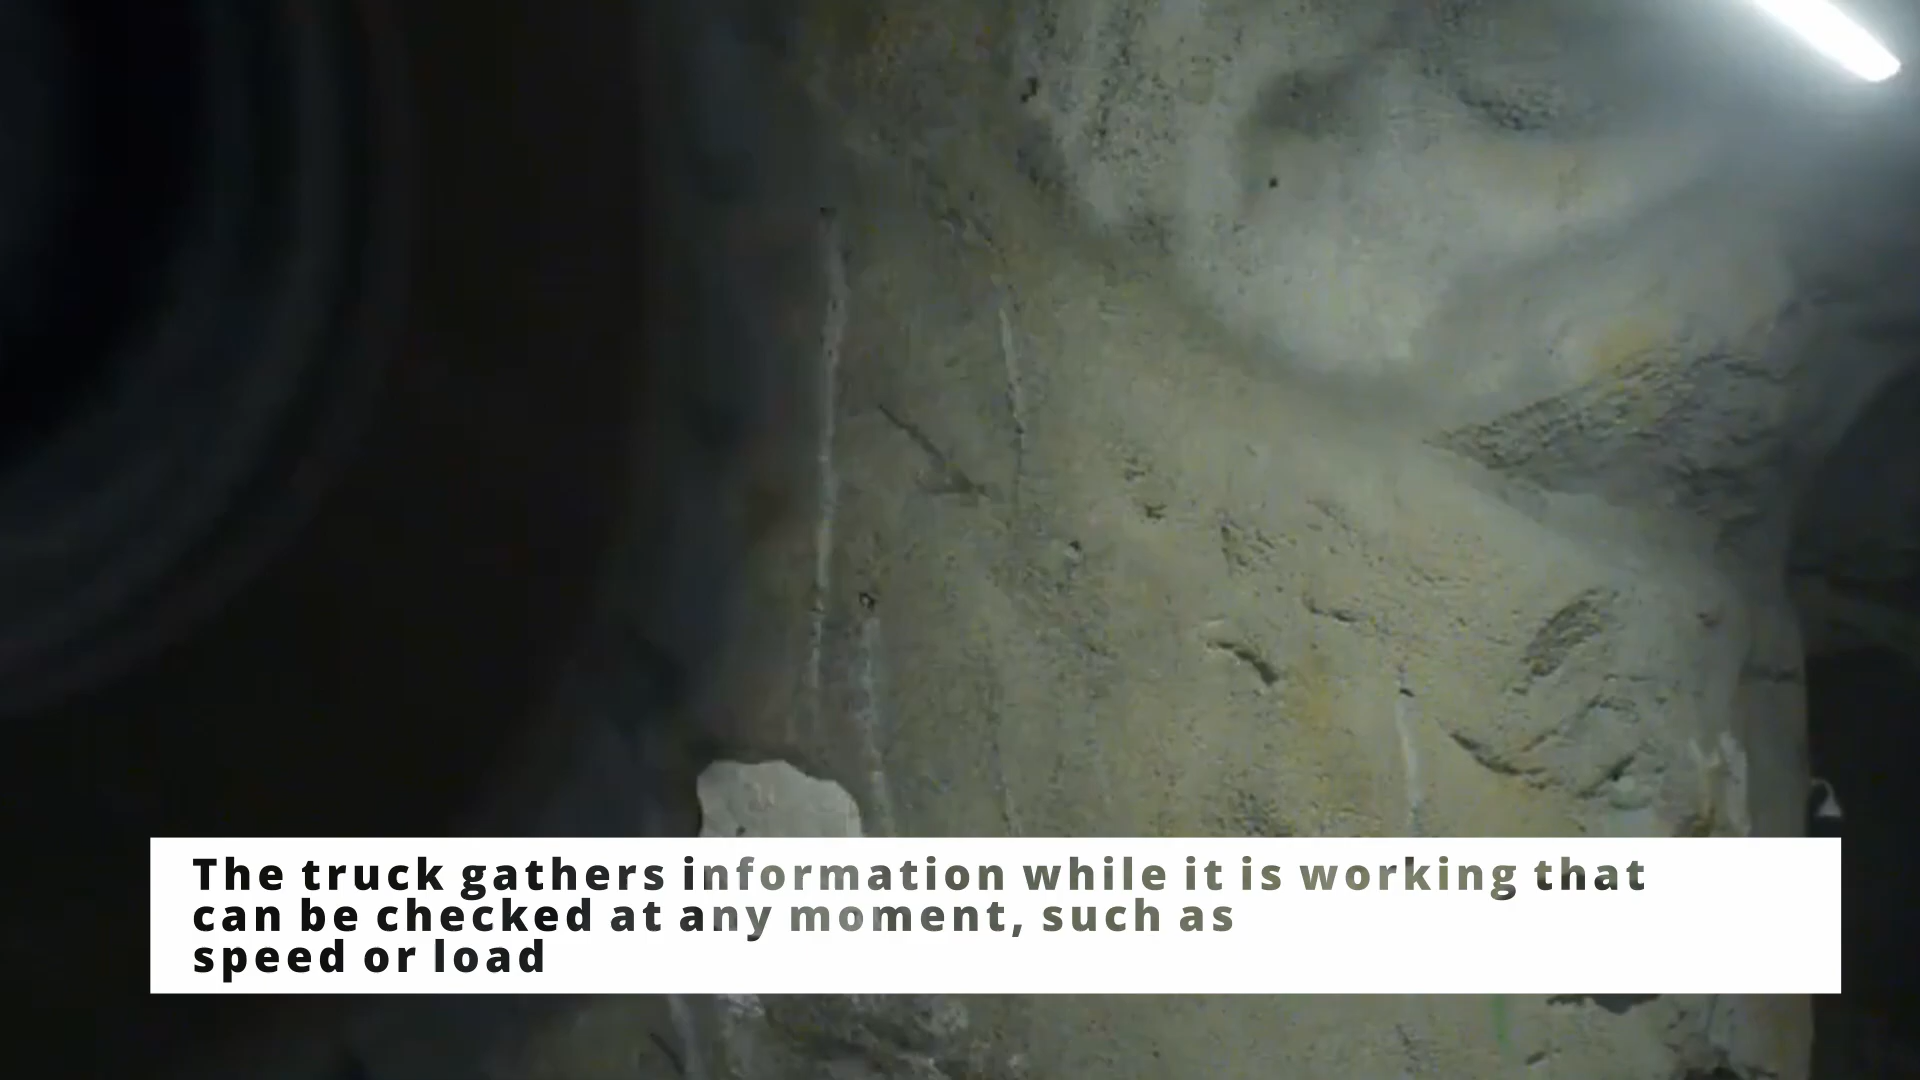 The truck gathers information while it is working that
can be checked at any moment, such as
speed or load